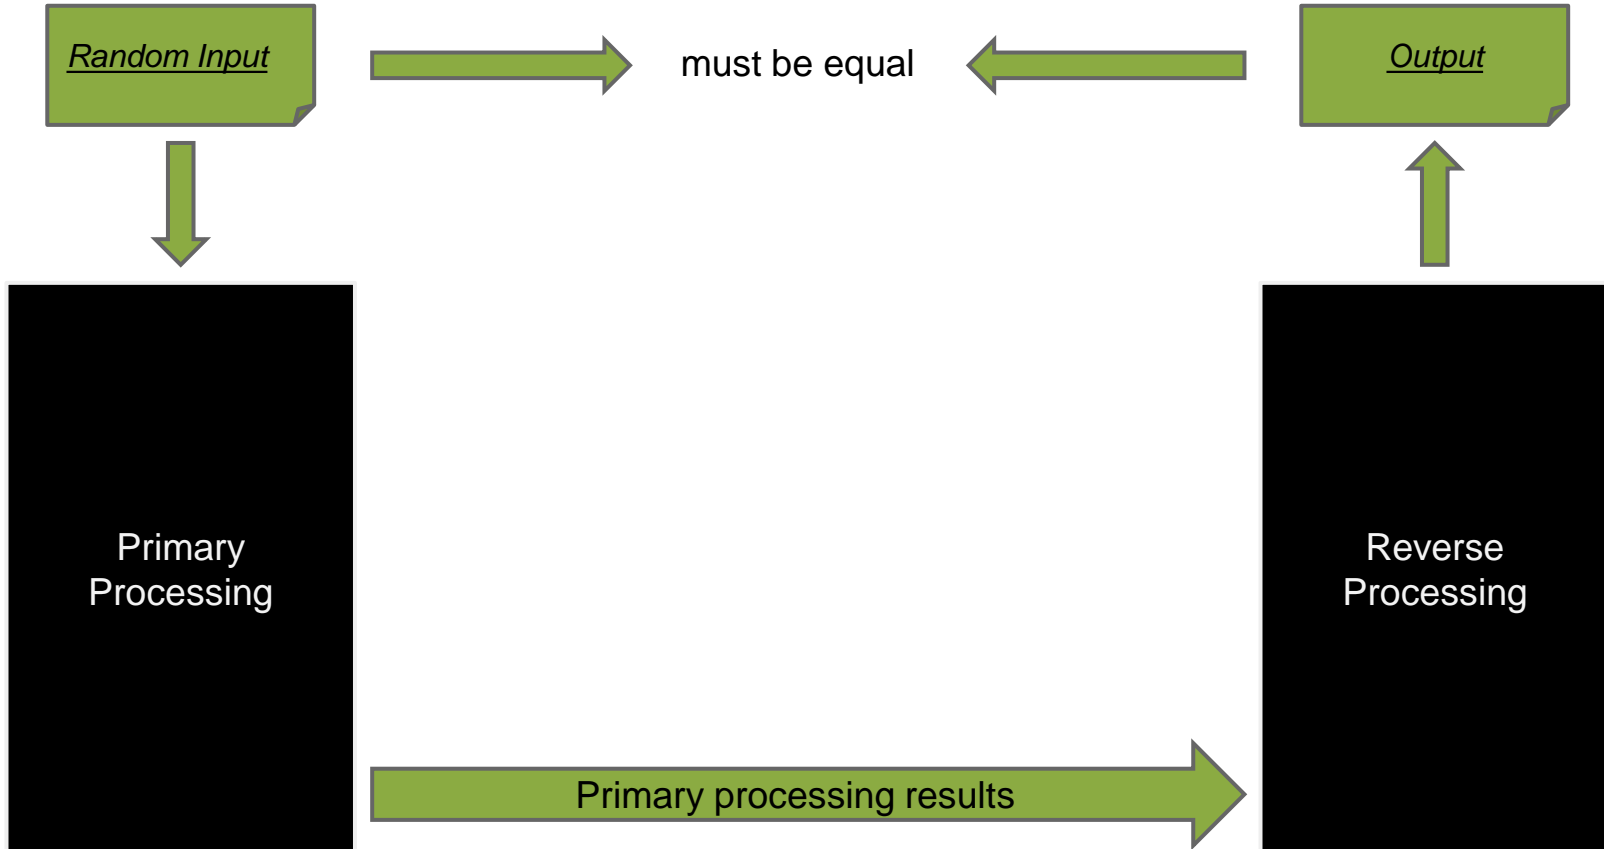 Random Input
must be equal
Output
Primary
Processing
Reverse
Processing
Primary processing results